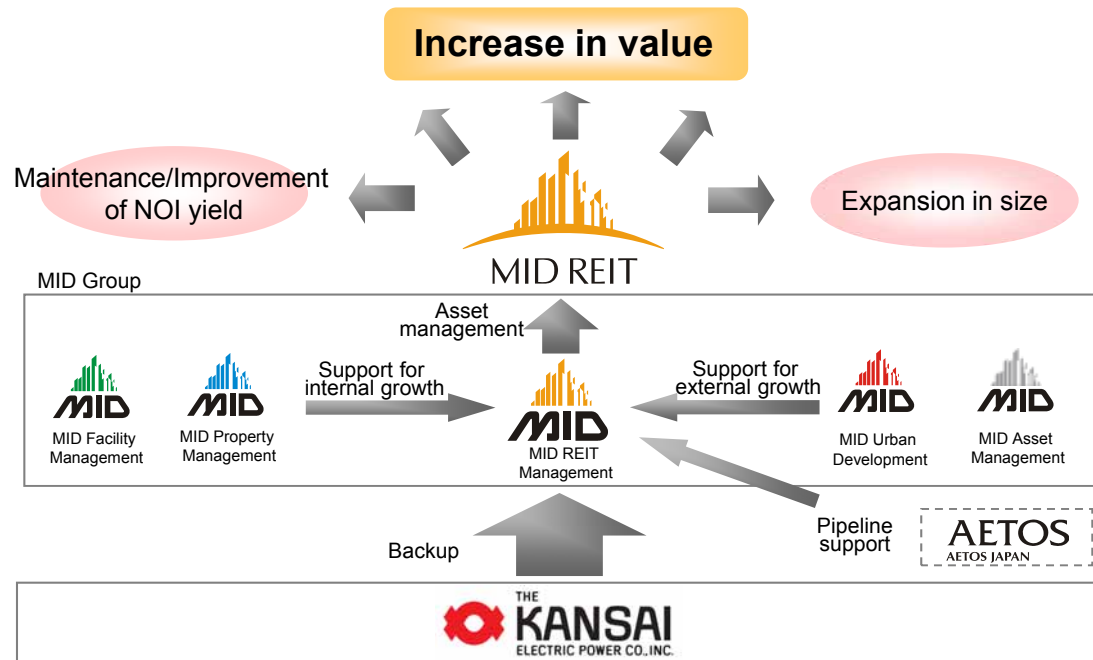 Increase in value
Maintenance/Improvement
of NOI yield
Expansion in size
MID REIT
MID Group
Asset
management
Support for
internal growth
Support for
external growth
MID
MID Facility
Management
MID
MID Property
Management
MID
MID REIT
Management
MID
MID Urban
Development
MID
MID Asset
Management
Backup
Pipeline
support
AETOS
AETOS JAPAN
THE
KANSAI
ELECTRIC POWER CO., INC.